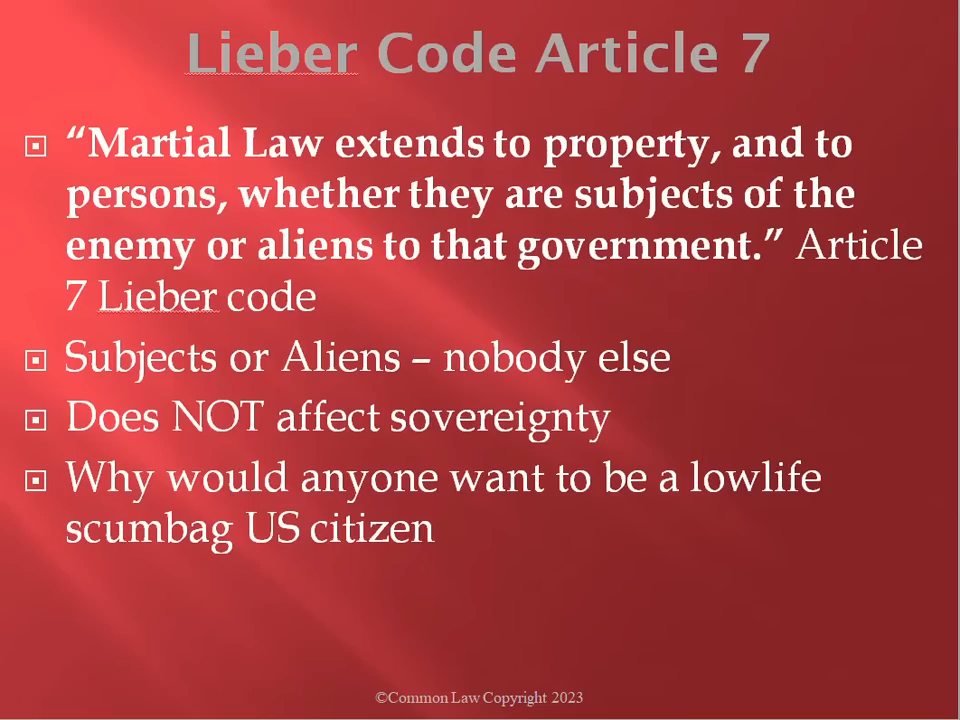 Lieber Code Article 7
“Martial Law extends to property, and to
persons, whether they are subjects of the
enemy or aliens to that government.” Article
7 Lieber code
Subjects or Aliens – nobody else
Does NOT affect sovereignty
Why would anyone want to be a lowlife
scumbag US citizen
©Common Law Copyright 2023